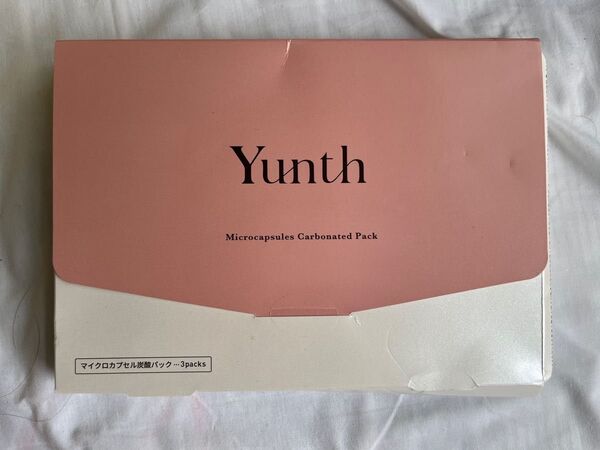 Yunth
Microcapsules Carbonated Pack
マイクロカプセル炭酸パック…3packs